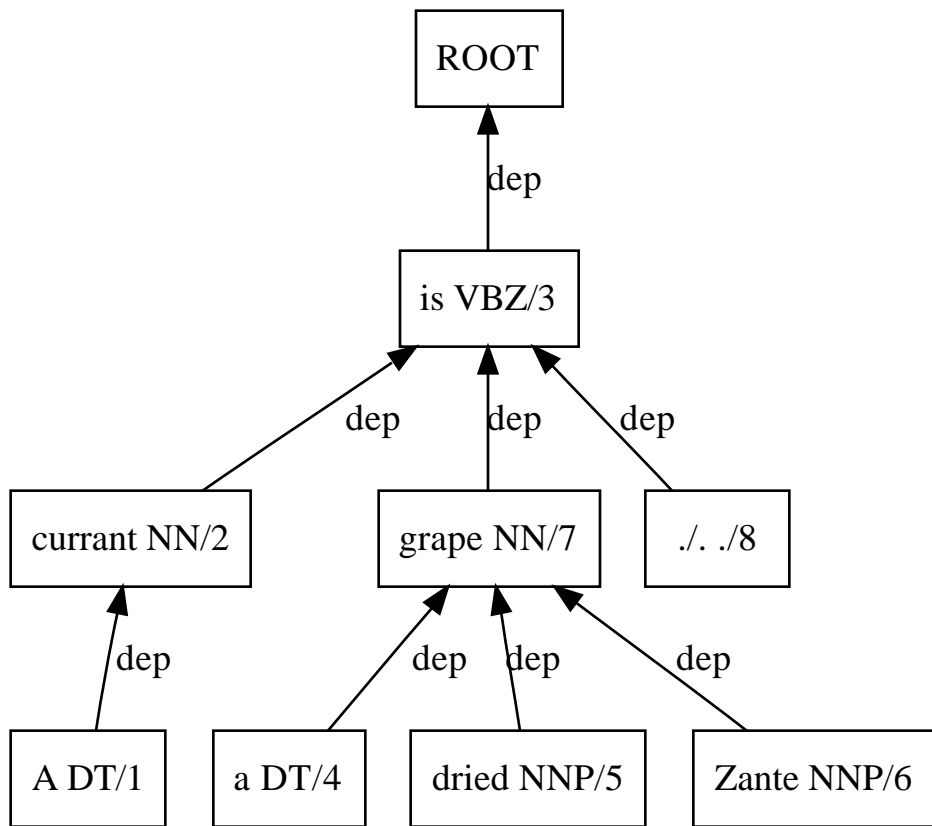 ROOT
dep
is VBZ/3
dep dep dep
currant NN/2 grape NN/7 ./. ./8
dep dep dep dep
A DT/1 a DT/4 dried NNP/5 Zante NNP/6